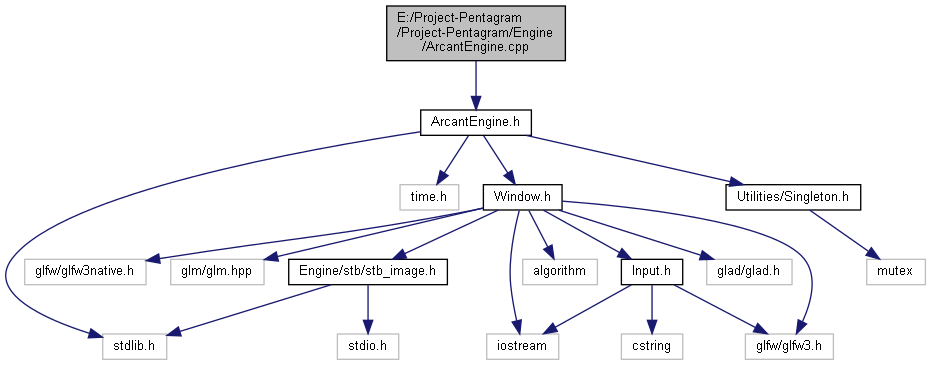 E:/Project-Pentagram
/Project-Pentagram/Engine
/ArcantEngine.cpp
ArcantEngine.h
time.h
Window.h
Utilities/Singleton.h
glfw/glfw3native.h
glm/glm.hpp
Engine/stb/stb_image.h
algorithm
Input.h
glad/glad.h
mutex
stdlib.h
stdio.h
iostream
cstring
glfw/glfw3.h